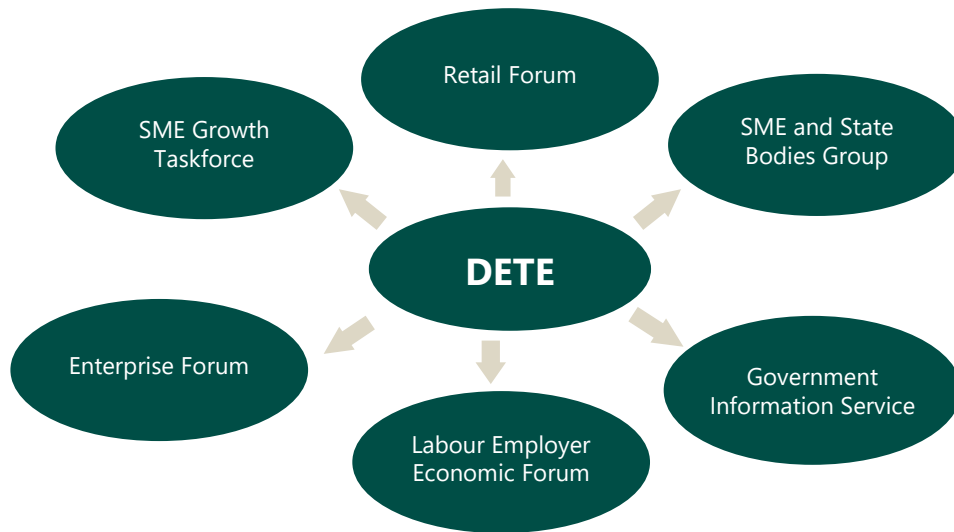 Retail Forum
SME Growth
Taskforce
SME and State
Bodies Group
DETE
Enterprise Forum
Government
Information Service
Labour Employer
Economic Forum